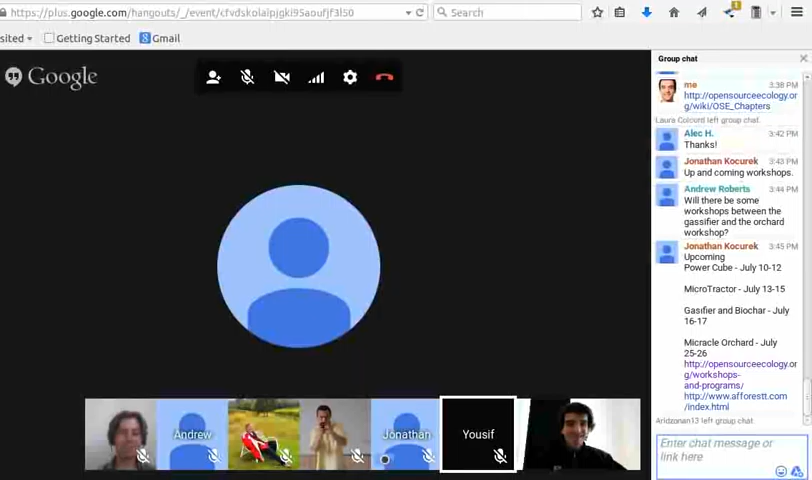 https://plus.google.com/hangouts/_/event/cfvdskolaipjgki95aoufjf3l50
Search
sited
Getting Started
Gmail
Google
Group chat
me 3:38 PM
http://opensourceecology.or
g/wiki/OSE_Chapters
Laura Colcord left group chat.
Alec H. 3:42 PM
Thanks!
Jonathan Kocurek 3:43 PM
Up and coming workshops.
Andrew Roberts 3:44 PM
Will there be some
workshops between the
gassifier and the orchard
workshop?
Jonathan Kocurek 3:45 PM
Upcoming
Power Cube - July 10-12
MicroTractor - July 13-15
Gasifier and Biochar - July
16-17
Micracle Orchard - July
25-26
http://opensourceecology.or
g/workshops-
and-programs/
http://www.afforestt.com
/index.html
Aridzonan13 left group chat
Enter chat message or
link here
Andrew
Jonathan
Yousif